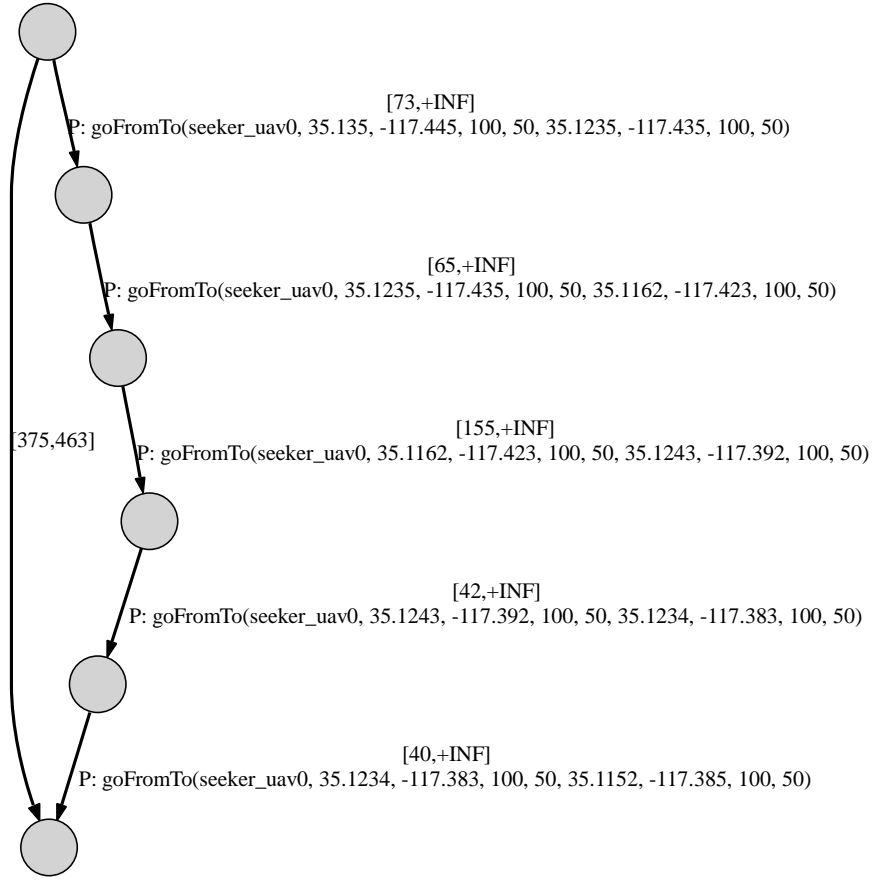 [73,+INF]
P: goFromTo(seeker_uav0, 35.135, -117.445, 100, 50, 35.1235, -117.435, 100, 50)
[65,+INF]
P: goFromTo(seeker_uav0, 35.1235, -117.435, 100, 50, 35.1162, -117.423, 100, 50)
[155,+INF]
[375,463]
P: goFromTo(seeker_uav0, 35.1162, -117.423, 100, 50, 35.1243, -117.392, 100, 50)
[42,+INF]
P: goFromTo(seeker_uav0, 35.1243, -117.392, 100, 50, 35.1234, -117.383, 100, 50)
[40,+INF]
P: goFromTo(seeker_uav0, 35.1234, -117.383, 100, 50, 35.1152, -117.385, 100, 50)